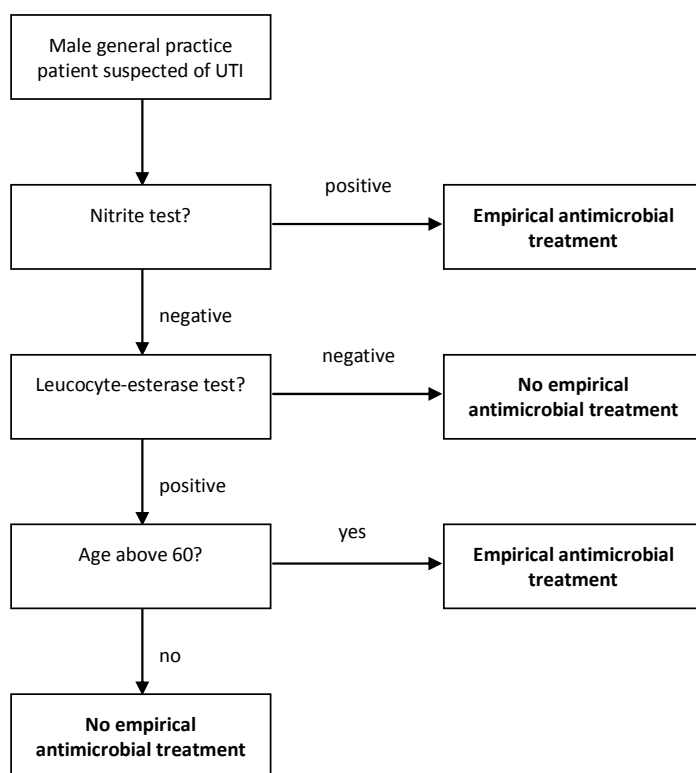 Male general practice
patient suspected of UTI
positive
Nitrite test?
Empirical antimicrobial
treatment
negative
negative
Leucocyte-esterase test?
No empirical
antimicrobial treatment
positive
yes
Age above 60?
Empirical antimicrobial
treatment
no
No empirical
antimicrobial treatment